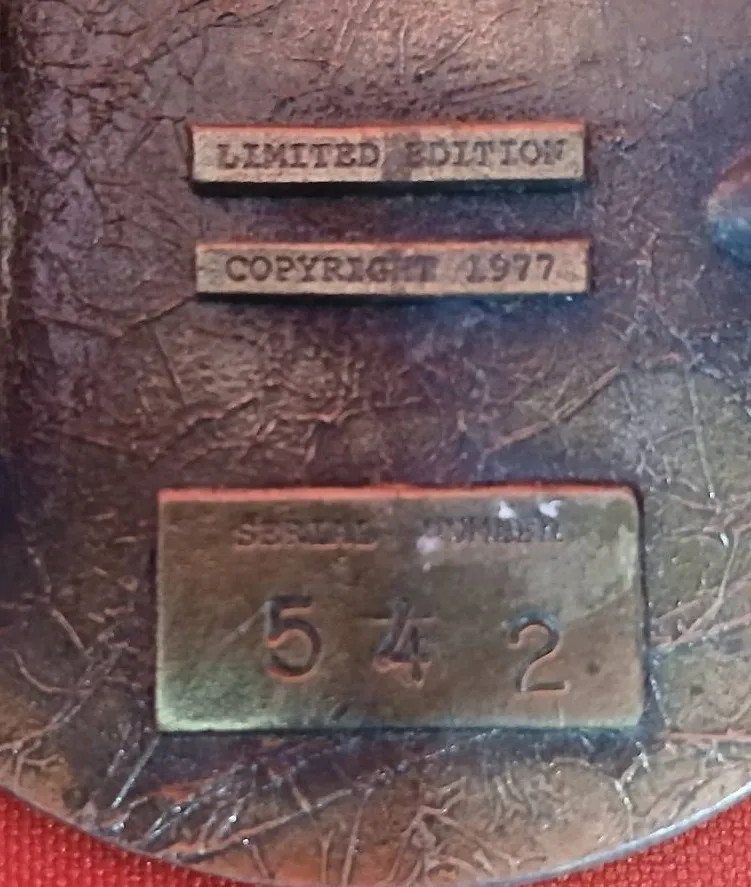 LIMITED EDITION
COPYRIGHT 1977
SERIAL NUMBER
5 4 2